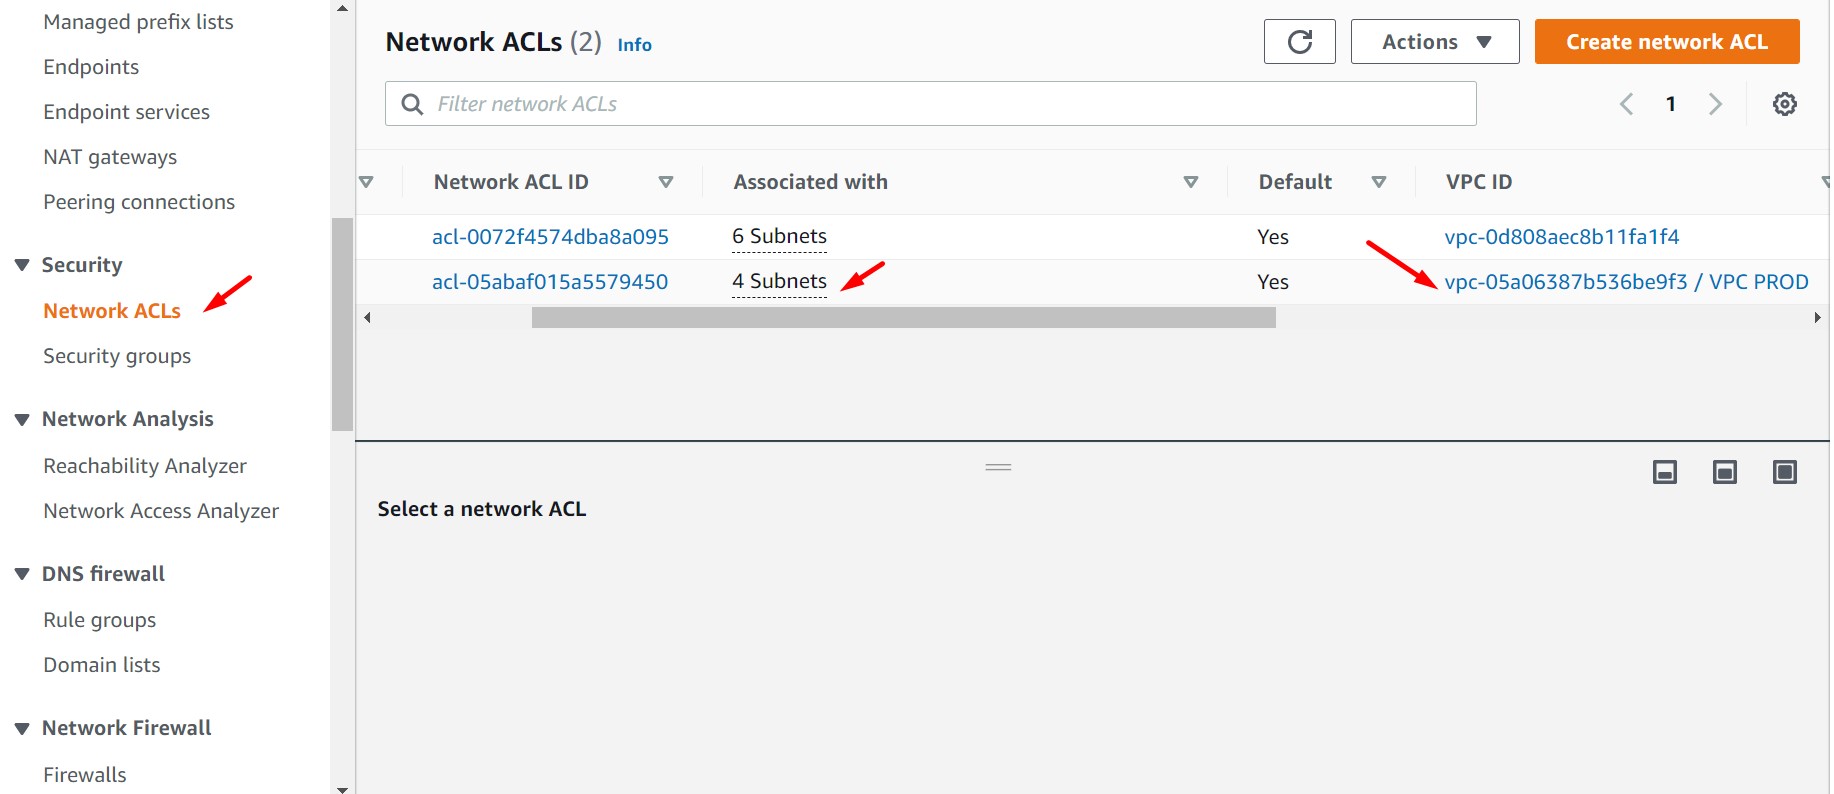 Managed prefix lists
Endpoints
Endpoint services
NAT gateways
Peering connections
Security
Network ACLs
Security groups
Network Analysis
Reachability Analyzer
Network Access Analyzer
DNS firewall
Rule groups
Domain lists
Network Firewall
Firewalls
Network ACLs (2) Info
Actions
Create network ACL
Filter network ACLs
1
Network ACL ID Associated with Default VPC ID
acl-0072f4574dba8a095 6 Subnets Yes vpc-0d808aec8b11fa1f4
acl-05abaf015a5579450 4 Subnets Yes vpc-05a06387b536be9f3 / VPC PROD
Select a network ACL